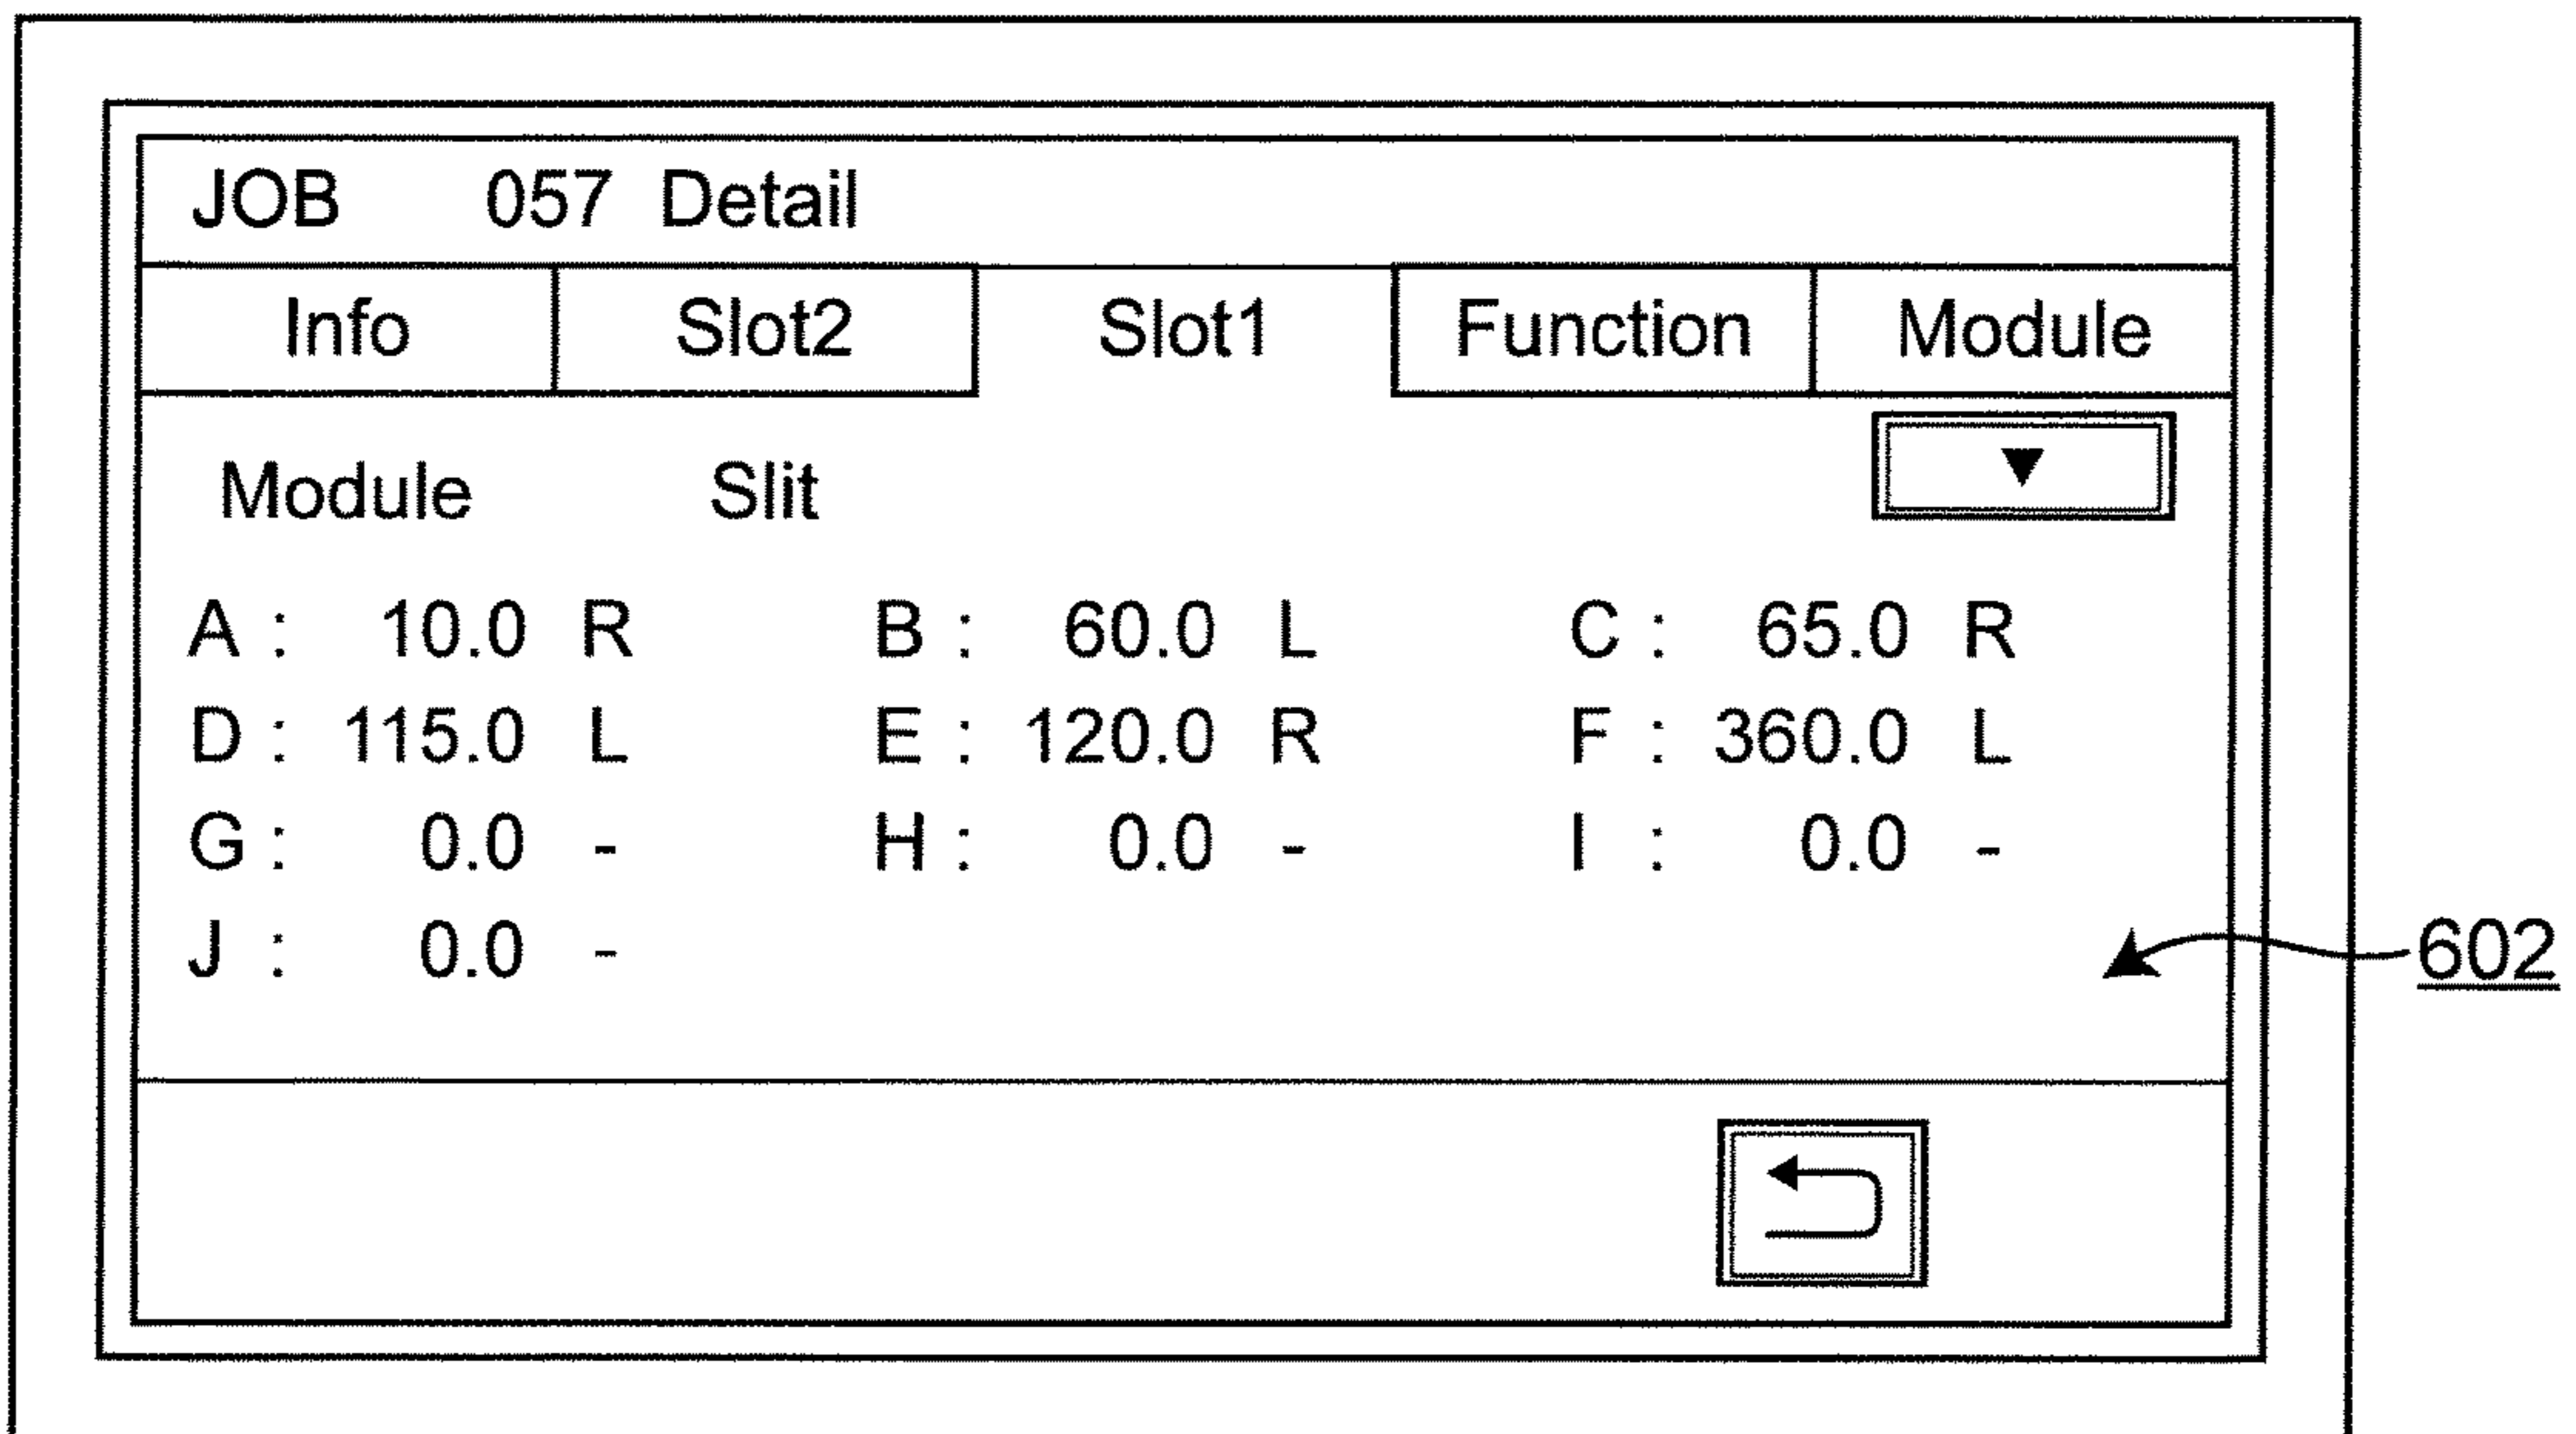 JOB 057 Detail
Info Slot2 Slot1 Function Module
Module Slit
A : 10.0 R B : 60.0 L C : 65.0 R
D : 115.0 L E : 120.0 R F : 360.0 L
G : 0.0 - H : 0.0 - I : 0.0 -
J : 0.0 -
602